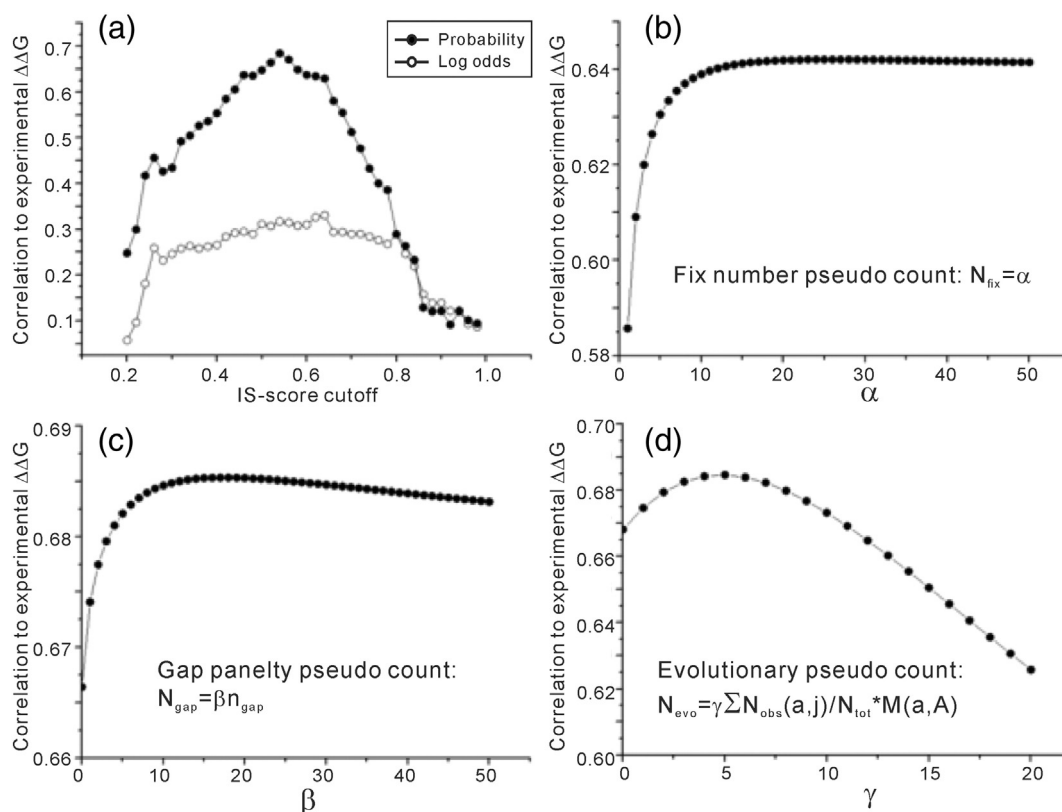 (a)
Probability
Log odds
Correlation to experimental ΔΔG
0.7
0.6
0.5
0.4
0.3
0.2
0.1
0.2
0.4
0.6
0.8
1.0
IS-score cutoff
(b)
Correlation to experimental ΔΔG
0.64
0.62
0.60
0.58
Fix number pseudo count: Nfix=α
0
10
20
30
40
50
α
(c)
Correlation to experimental ΔΔG
0.69
0.68
0.67
0.66
Gap panelty pseudo count:
Ngap=βngap
0
10
20
30
40
50
β
(d)
Correlation to experimental ΔΔG
0.70
0.68
0.66
0.64
0.62
0.60
Evolutionary pseudo count:
Nevo=γΣNobs(a,j)/Ntot*M(a,A)
0
5
10
15
20
γ